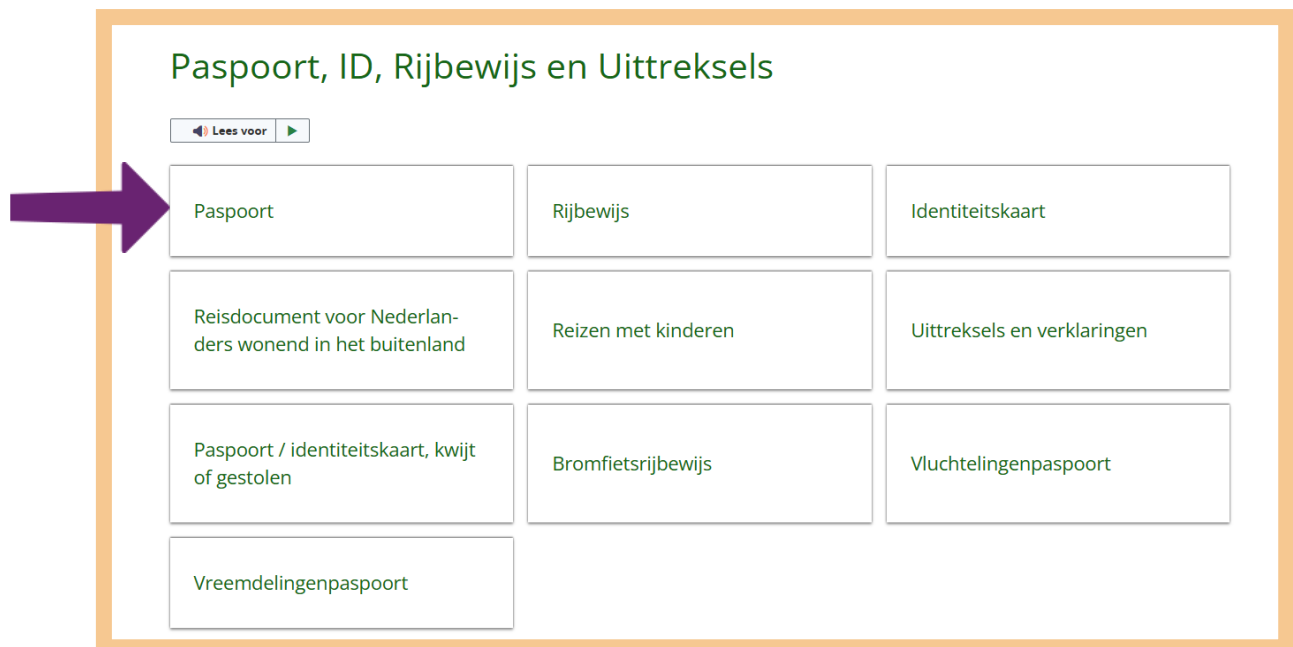 Paspoort, ID, Rijbewijs en Uittreksels
Lees voor
Paspoort
Rijbewijs
Identiteitskaart
Reisdocument voor Nederlan-
ders wonend in het buitenland
Reizen met kinderen
Uittreksels en verklaringen
Paspoort / identiteitskaart, kwijt
of gestolen
Bromfietsrijbewijs
Vluchtelingenpaspoort
Vreemdelingenpaspoort